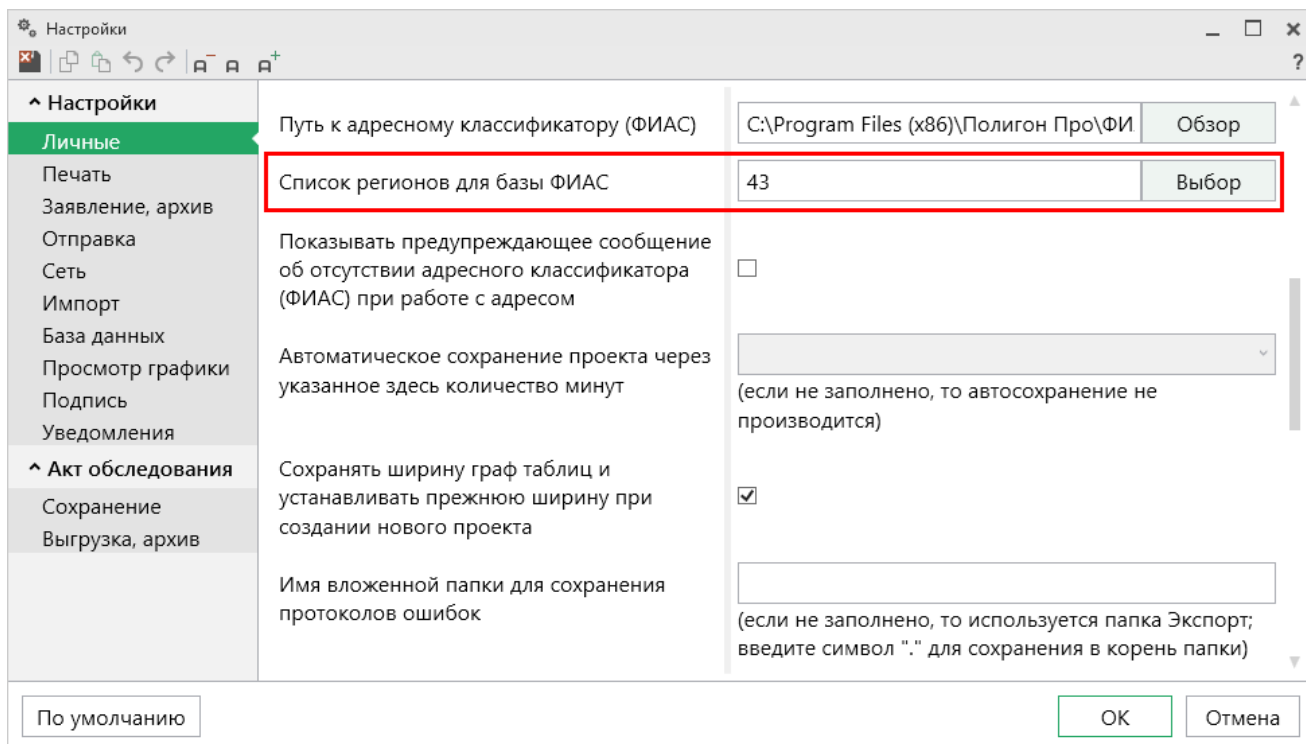 Настройки
?
Настройки
Личные
Печать
Заявление, архив
Отправка
Сеть
Импорт
База данных
Просмотр графики
Подпись
Уведомления
Акт обследования
Сохранение
Выгрузка, архив
Путь к адресному классификатору (ФИАС)
C:\Program Files (x86)\Полигон Про\ФИ
Обзор
Список регионов для базы ФИАС
43
Выбор
Показывать предупреждающее сообщение
об отсутствии адресного классификатора
(ФИАС) при работе с адресом
Автоматическое сохранение проекта через
указанное здесь количество минут
(если не заполнено, то автосохранение не
производится)
Сохранять ширину граф таблиц и
устанавливать прежнюю ширину при
создании нового проекта
Имя вложенной папки для сохранения
протоколов ошибок
(если не заполнено, то используется папка Экспорт;
введите символ "." для сохранения в корень папки)
По умолчанию
ОК
Отмена